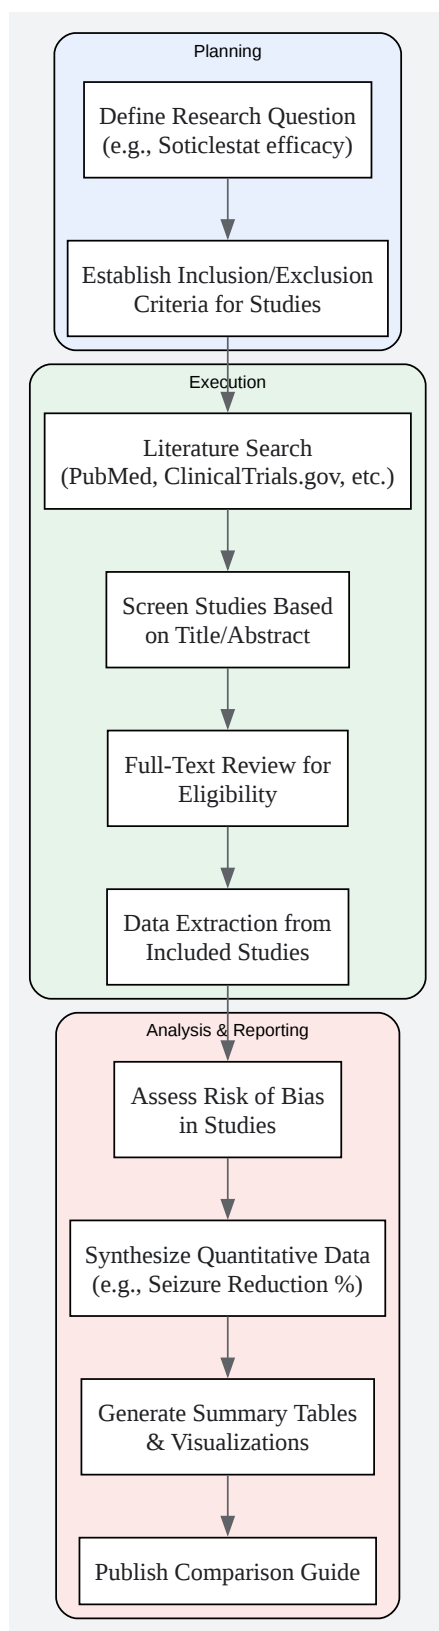 Planning
Define Research Question
(e.g., Soticlestat efficacy)
Establish Inclusion/Exclusion
Criteria for Studies
Execution
Literature Search
(PubMed, ClinicalTrials.gov, etc.)
Screen Studies Based
on Title/Abstract
Full-Text Review for
Eligibility
Data Extraction from
Included Studies
Analysis & Reporting
Assess Risk of Bias
in Studies
Synthesize Quantitative Data
(e.g., Seizure Reduction %)
Generate Summary Tables
& Visualizations
Publish Comparison Guide